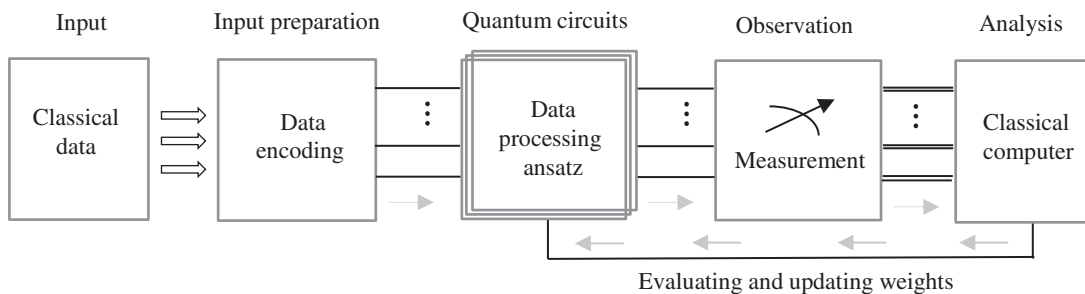 Input
Input preparation
Quantum circuits
Observation
Analysis
Classical
data
Data
encoding
Data
processing
ansatz
Measurement
Classical
computer
Evaluating and updating weights